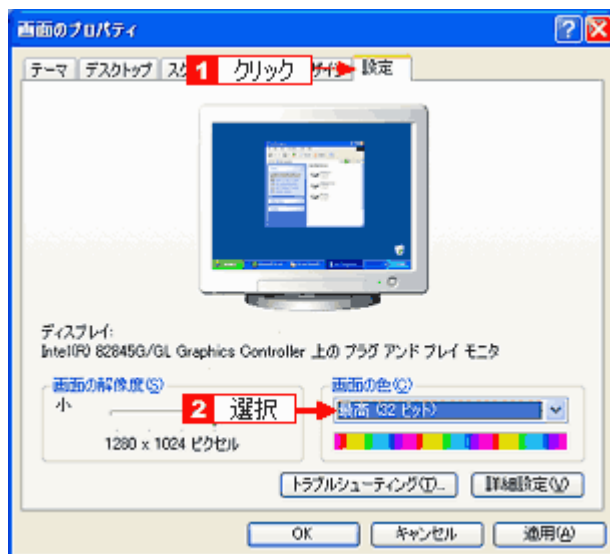 画面のプロパティ
テーマ デスクトップ スク 1 クリック ザイン 設定
ディスプレイ:
Intel(R) 82845G/GL Graphics Controller 上の プラグ アンド プレイ モニタ
画面の解像度(S)
小
1280 x 1024 ピクセル
画面の色(C)
2 選択
最高 (32 ビット)
トラブルシューティング(T)...
詳細設定(V)
OK
キャンセル
適用(A)